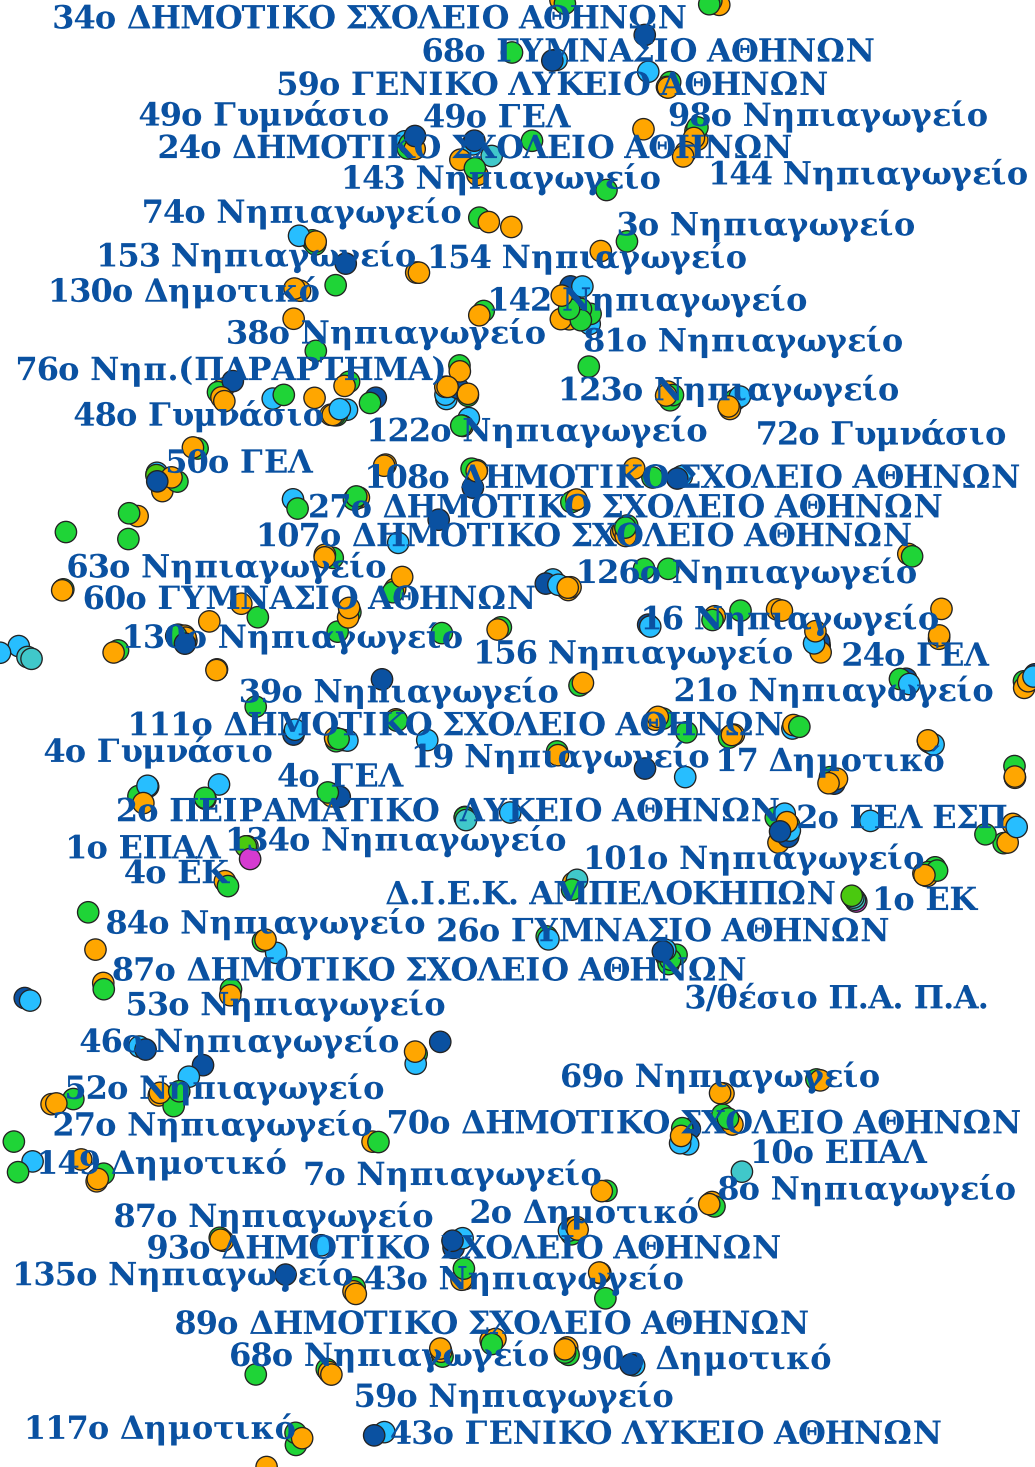 34ο ΔΗΜΟΤΙΚΟ ΣΧΟΛΕΙΟ ΑΘΗΝΩΝ
68ο ΓΥΜΝΑΣΙΟ ΑΘΗΝΩΝ
59ο ΓΕΝΙΚΟ ΛΥΚΕΙΟ ΑΘΗΝΩΝ
49ο Γυμνάσιο
49ο ΓΕΛ
98ο Νηπιαγωγείο
24ο ΔΗΜΟΤΙΚΟ ΣΧΟΛΕΙΟ ΑΘΗΝΩΝ
143 Νηπιαγωγείο
144 Νηπιαγωγείο
74ο Νηπιαγωγείο
3ο Νηπιαγωγείο
153 Νηπιαγωγείο
154 Νηπιαγωγείο
130ο Δημοτικό
142 Νηπιαγωγείο
38ο Νηπιαγωγείο
81ο Νηπιαγωγείο
76ο Νηπ.(ΠΑΡΑΡΤΗΜΑ)
123ο Νηπιαγωγείο
48ο Γυμνάσιο
122ο Νηπιαγωγείο
72ο Γυμνάσιο
50ο ΓΕΛ
108ο ΔΗΜΟΤΙΚΟ ΣΧΟΛΕΙΟ ΑΘΗΝΩΝ
27ο ΔΗΜΟΤΙΚΟ ΣΧΟΛΕΙΟ ΑΘΗΝΩΝ
107ο ΔΗΜΟΤΙΚΟ ΣΧΟΛΕΙΟ ΑΘΗΝΩΝ
63ο Νηπιαγωγείο
126ο Νηπιαγωγείο
60ο ΓΥΜΝΑΣΙΟ ΑΘΗΝΩΝ
16 Νηπιαγωγείο
130ο Νηπιαγωγείο
156 Νηπιαγωγείο
24ο ΓΕΛ
39ο Νηπιαγωγείο
21ο Νηπιαγωγείο
111ο ΔΗΜΟΤΙΚΟ ΣΧΟΛΕΙΟ ΑΘΗΝΩΝ
4ο Γυμνάσιο
19 Νηπιαγωγείο
17 Δημοτικό
4ο ΓΕΛ
2ο ΠΕΙΡΑΜΑΤΙΚΟ ΛΥΚΕΙΟ ΑΘΗΝΩΝ
2ο ΓΕΛ ΕΣΠ.
1ο ΕΠΑΛ
134ο Νηπιαγωγείο
101ο Νηπιαγωγείο
4ο ΕΚ
Δ.Ι.Ε.Κ. ΑΜΠΕΛΟΚΗΠΩΝ
1ο ΕΚ
84ο Νηπιαγωγείο
26ο ΓΥΜΝΑΣΙΟ ΑΘΗΝΩΝ
87ο ΔΗΜΟΤΙΚΟ ΣΧΟΛΕΙΟ ΑΘΗΝΩΝ
53ο Νηπιαγωγείο
3/θέσιο Π.Α. Π.Α.
46ο Νηπιαγωγείο
69ο Νηπιαγωγείο
52ο Νηπιαγωγείο
27ο Νηπιαγωγείο
70ο ΔΗΜΟΤΙΚΟ ΣΧΟΛΕΙΟ ΑΘΗΝΩΝ
10ο ΕΠΑΛ
149 Δημοτικό
7ο Νηπιαγωγείο
8ο Νηπιαγωγείο
87ο Νηπιαγωγείο
2ο Δημοτικό
93ο ΔΗΜΟΤΙΚΟ ΣΧΟΛΕΙΟ ΑΘΗΝΩΝ
135ο Νηπιαγωγείο
43ο Νηπιαγωγείο
89ο ΔΗΜΟΤΙΚΟ ΣΧΟΛΕΙΟ ΑΘΗΝΩΝ
68ο Νηπιαγωγείο
90ο Δημοτικό
59ο Νηπιαγωγείο
117ο Δημοτικό
43ο ΓΕΝΙΚΟ ΛΥΚΕΙΟ ΑΘΗΝΩΝ